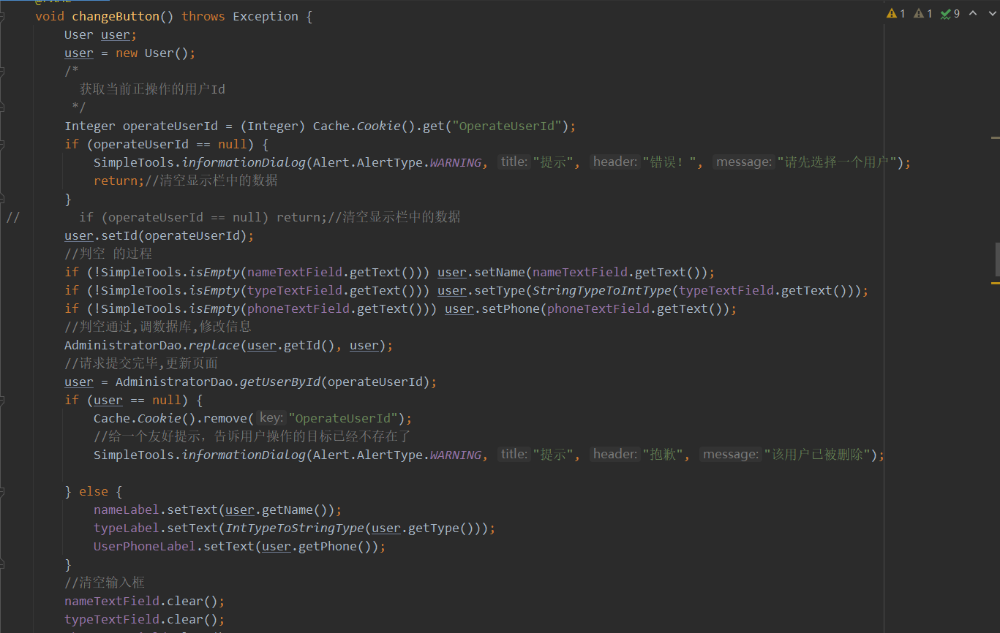 @FXML
void changeButton() throws Exception {
1 1 9
User user;
user = new User();
/*
获取当前正操作的用户Id
*/
Integer operateUserId = (Integer) Cache.Cookie().get("OperateUserId");
if (operateUserId == null) {
SimpleTools.informationDialog(Alert.AlertType.WARNING, title: "提示", header: "错误！", message: "请先选择一个用户");
return;//清空显示栏中的数据
}
// if (operateUserId == null) return;//清空显示栏中的数据
user.setId(operateUserId);
//判空 的过程
if (!SimpleTools.isEmpty(nameTextField.getText())) user.setName(nameTextField.getText());
if (!SimpleTools.isEmpty(typeTextField.getText())) user.setType(StringTypeToIntType(typeTextField.getText()));
if (!SimpleTools.isEmpty(phoneTextField.getText())) user.setPhone(phoneTextField.getText());
//判空通过,调数据库,修改信息
AdministratorDao.replace(user.getId(), user);
//请求提交完毕,更新页面
user = AdministratorDao.getUserById(operateUserId);
if (user == null) {
Cache.Cookie().remove( key: "OperateUserId");
//给一个友好提示，告诉用户操作的目标已经不存在了
SimpleTools.informationDialog(Alert.AlertType.WARNING, title: "提示", header: "抱歉", message: "该用户已被删除");
} else {
nameLabel.setText(user.getName());
typeLabel.setText(IntTypeToStringType(user.getType()));
UserPhoneLabel.setText(user.getPhone());
}
//清空输入框
nameTextField.clear();
typeTextField.clear();